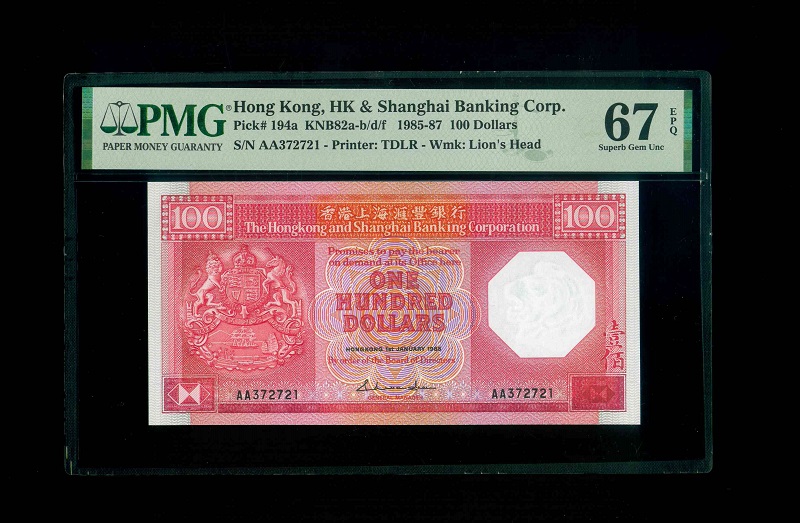 PMG® Hong Kong, HK & Shanghai Banking Corp.
PAPER MONEY GUARANTY
Pick# 194a KNB82a-b/d/f 1985-87 100 Dollars
S/N AA372721 - Printer: TDLR - Wmk: Lion's Head
67 EPQ
Superb Gem Unc
100
香港上海滙豐銀行
100
The Hongkong and Shanghai Banking Corporation
Promises to pay the bearer
on demand at its Office here
ONE
HUNDRED
DOLLARS
HONGKONG 1st JANUARY 1985
By order of the Board of Directors
壹佰
AA372721
AA372721
GENERAL MANAGER